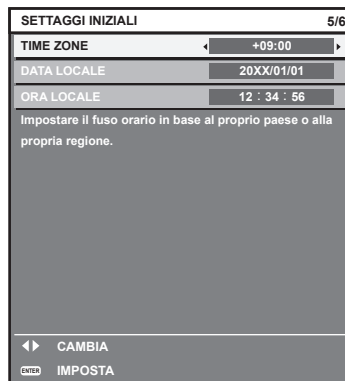 SETTAGGI INIZIALI 5/6
TIME ZONE +09:00
DATA LOCALE 20XX/01/01
ORA LOCALE 12 : 34 : 56
Impostare il fuso orario in base al proprio paese o alla
propria regione.
CAMBIA
ENTER IMPOSTA